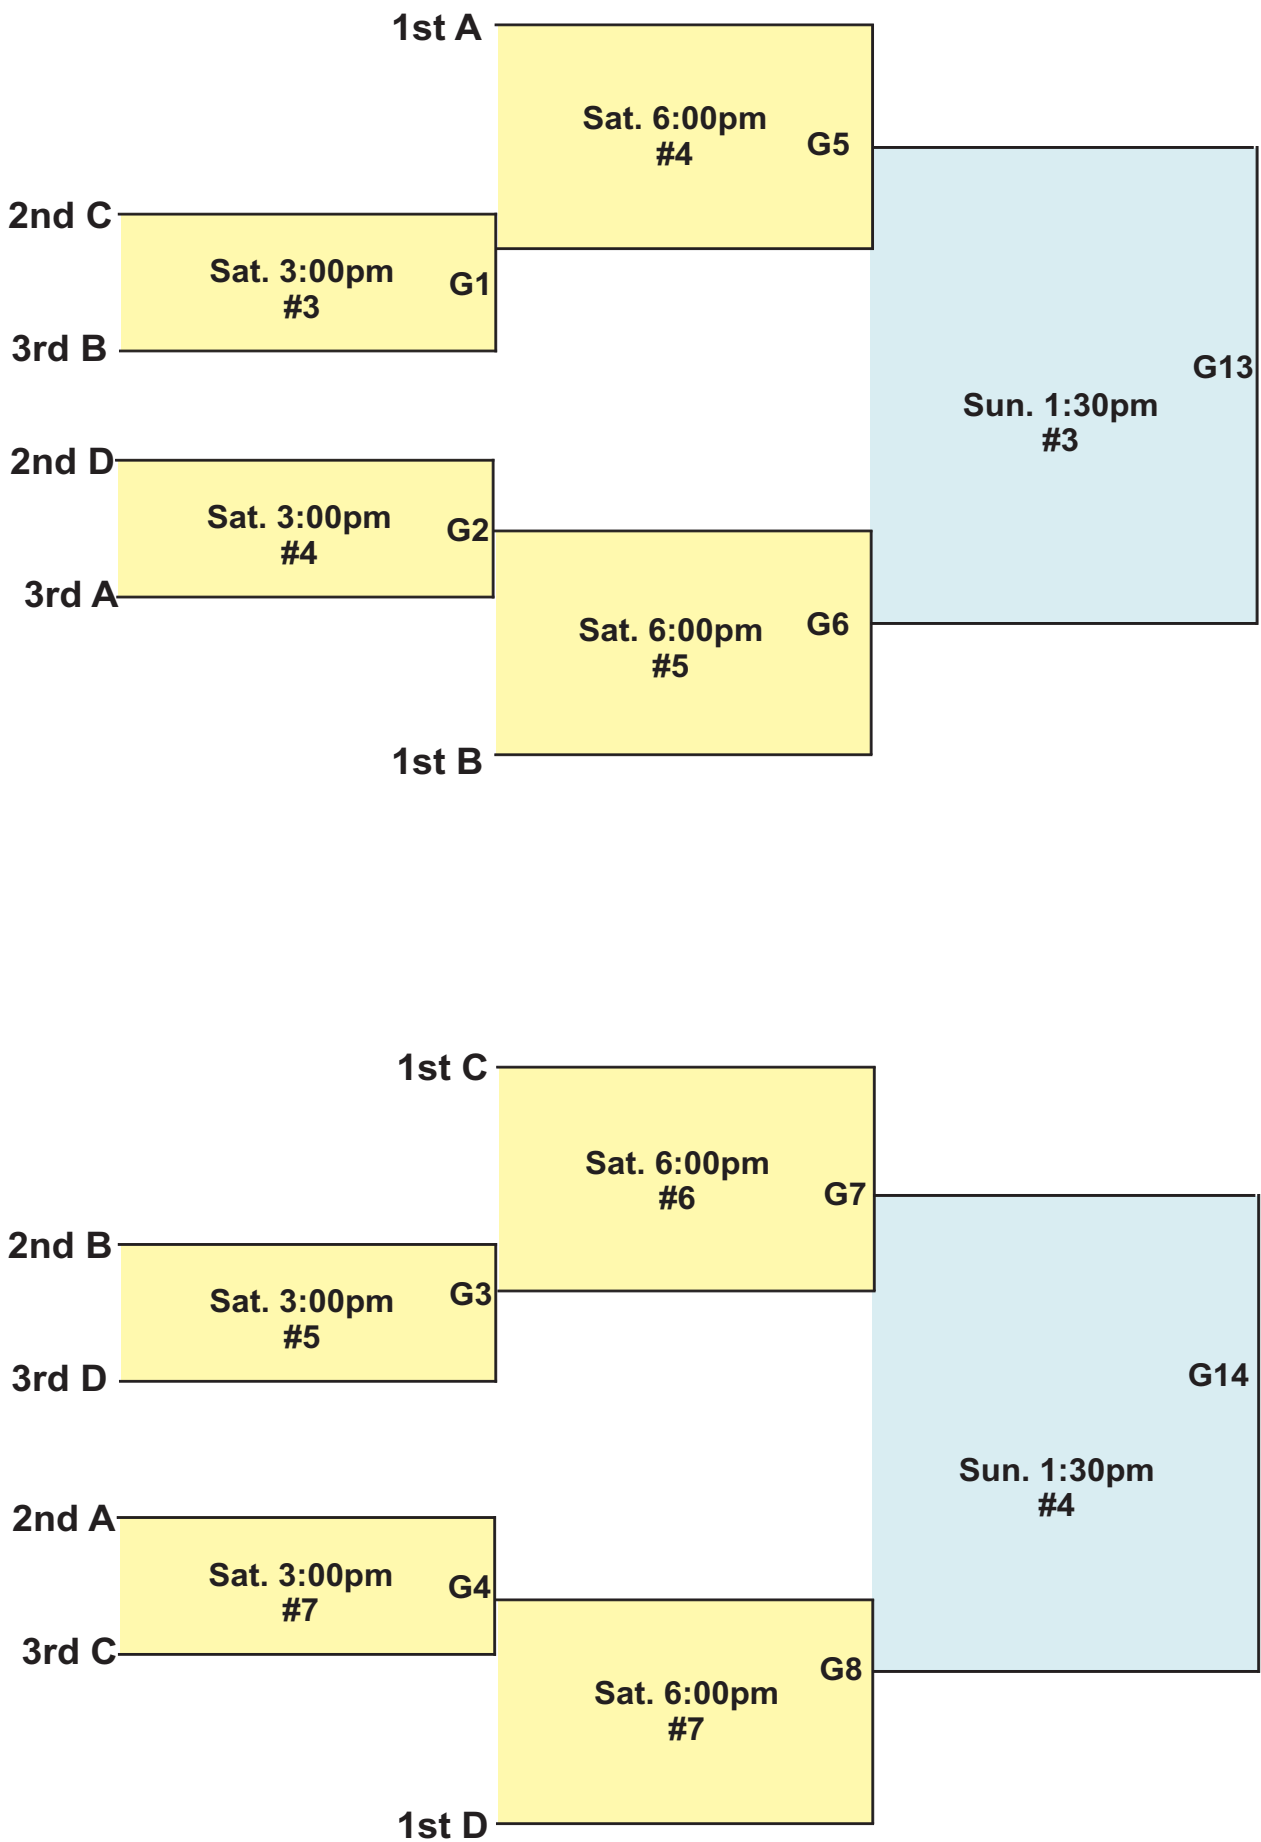 1st A
Sat. 6:00pm
#4
G5
2nd C
Sat. 3:00pm
#3
G1
3rd B
G13
Sun. 1:30pm
#3
2nd D
Sat. 3:00pm
#4
G2
3rd A
Sat. 6:00pm
#5
G6
1st B
1st C
Sat. 6:00pm
#6
G7
2nd B
Sat. 3:00pm
#5
G3
3rd D
G14
Sun. 1:30pm
#4
2nd A
Sat. 3:00pm
#7
G4
3rd C
Sat. 6:00pm
#7
G8
1st D